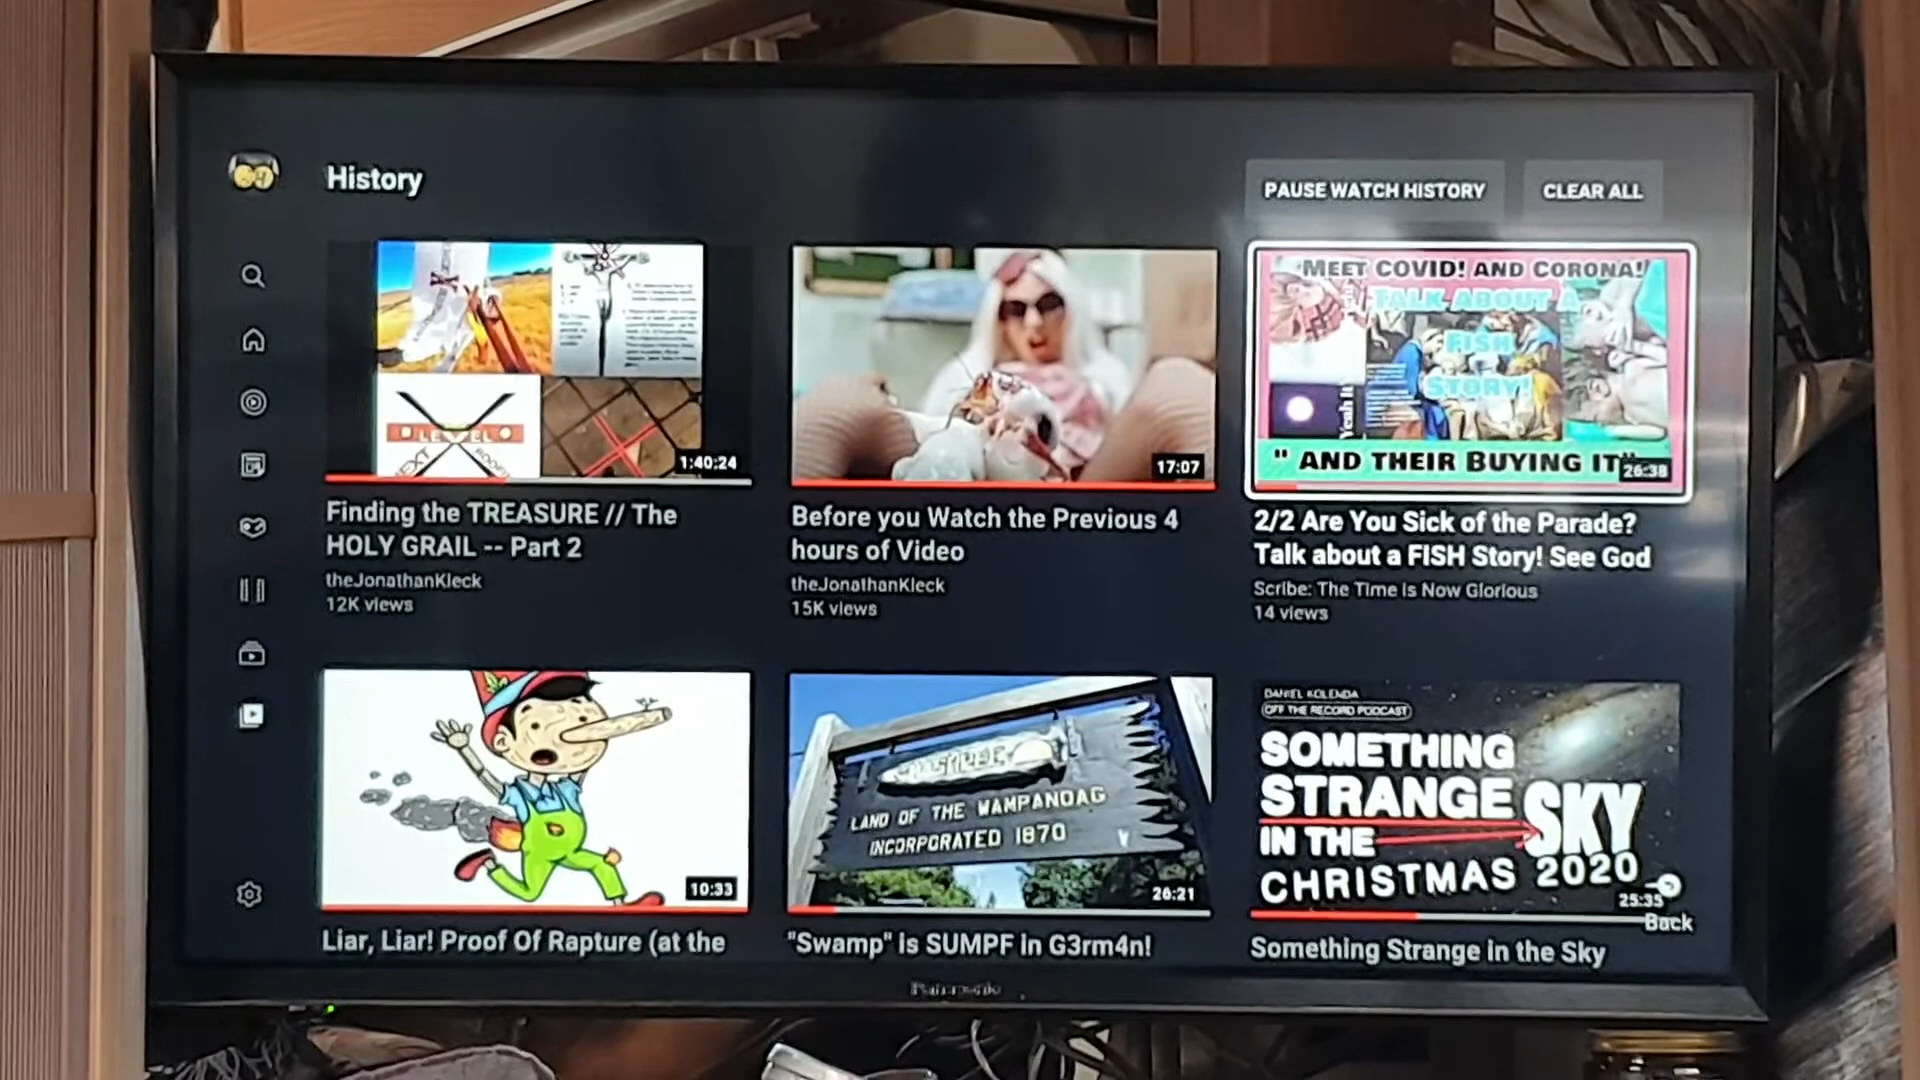 History
PAUSE WATCH HISTORY
CLEAR ALL
LEVEL
1:40:24
Finding the TREASURE // The
HOLY GRAIL -- Part 2
theJonathanKleck
12K views
17:07
Before you Watch the Previous 4
hours of Video
theJonathanKleck
15K views
MEET COVID! AND CORONA!
TALK ABOUT A
FISH
STORY!
Yeah It
" AND THEIR BUYING IT"
26:38
2/2 Are You Sick of the Parade?
Talk about a FISH Story! See God
Scribe: The Time is Now Glorious
14 views
10:33
Liar, Liar! Proof Of Rapture (at the
LAND OF THE WAMPANOAG
INCORPORATED 1870
26:21
"Swamp" is SUMPF in G3rm4n!
DANIEL KOLENDA
OFF THE RECORD PODCAST
SOMETHING
STRANGE
IN THE SKY
CHRISTMAS 2020
25:35
Back
Something Strange in the Sky
Panasonic